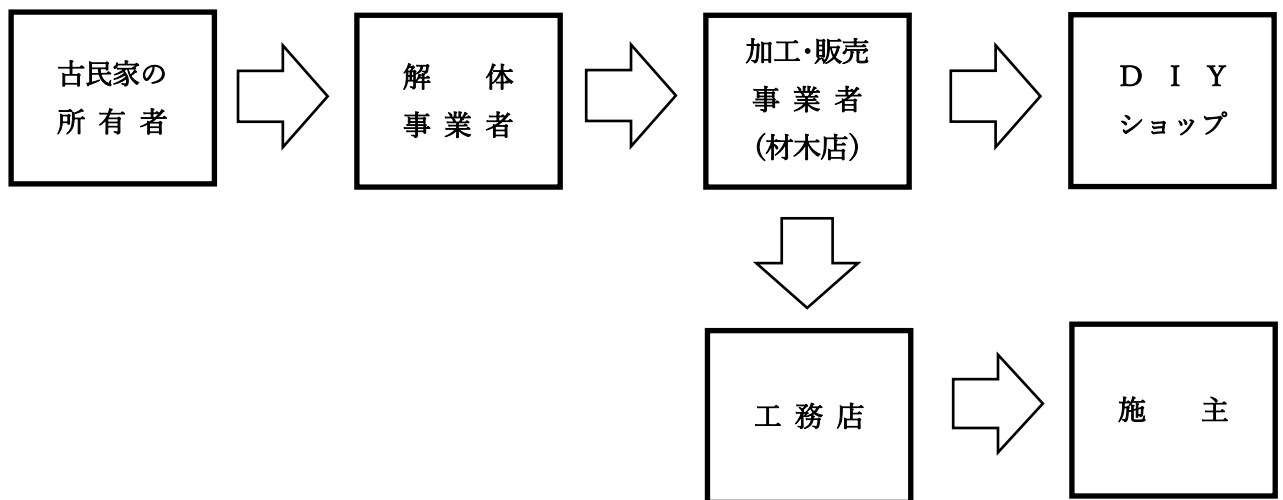 古民家の
所有者
解体
事業者
加工・販売
事業者
(材木店)
DIY
ショップ
工務店
施主